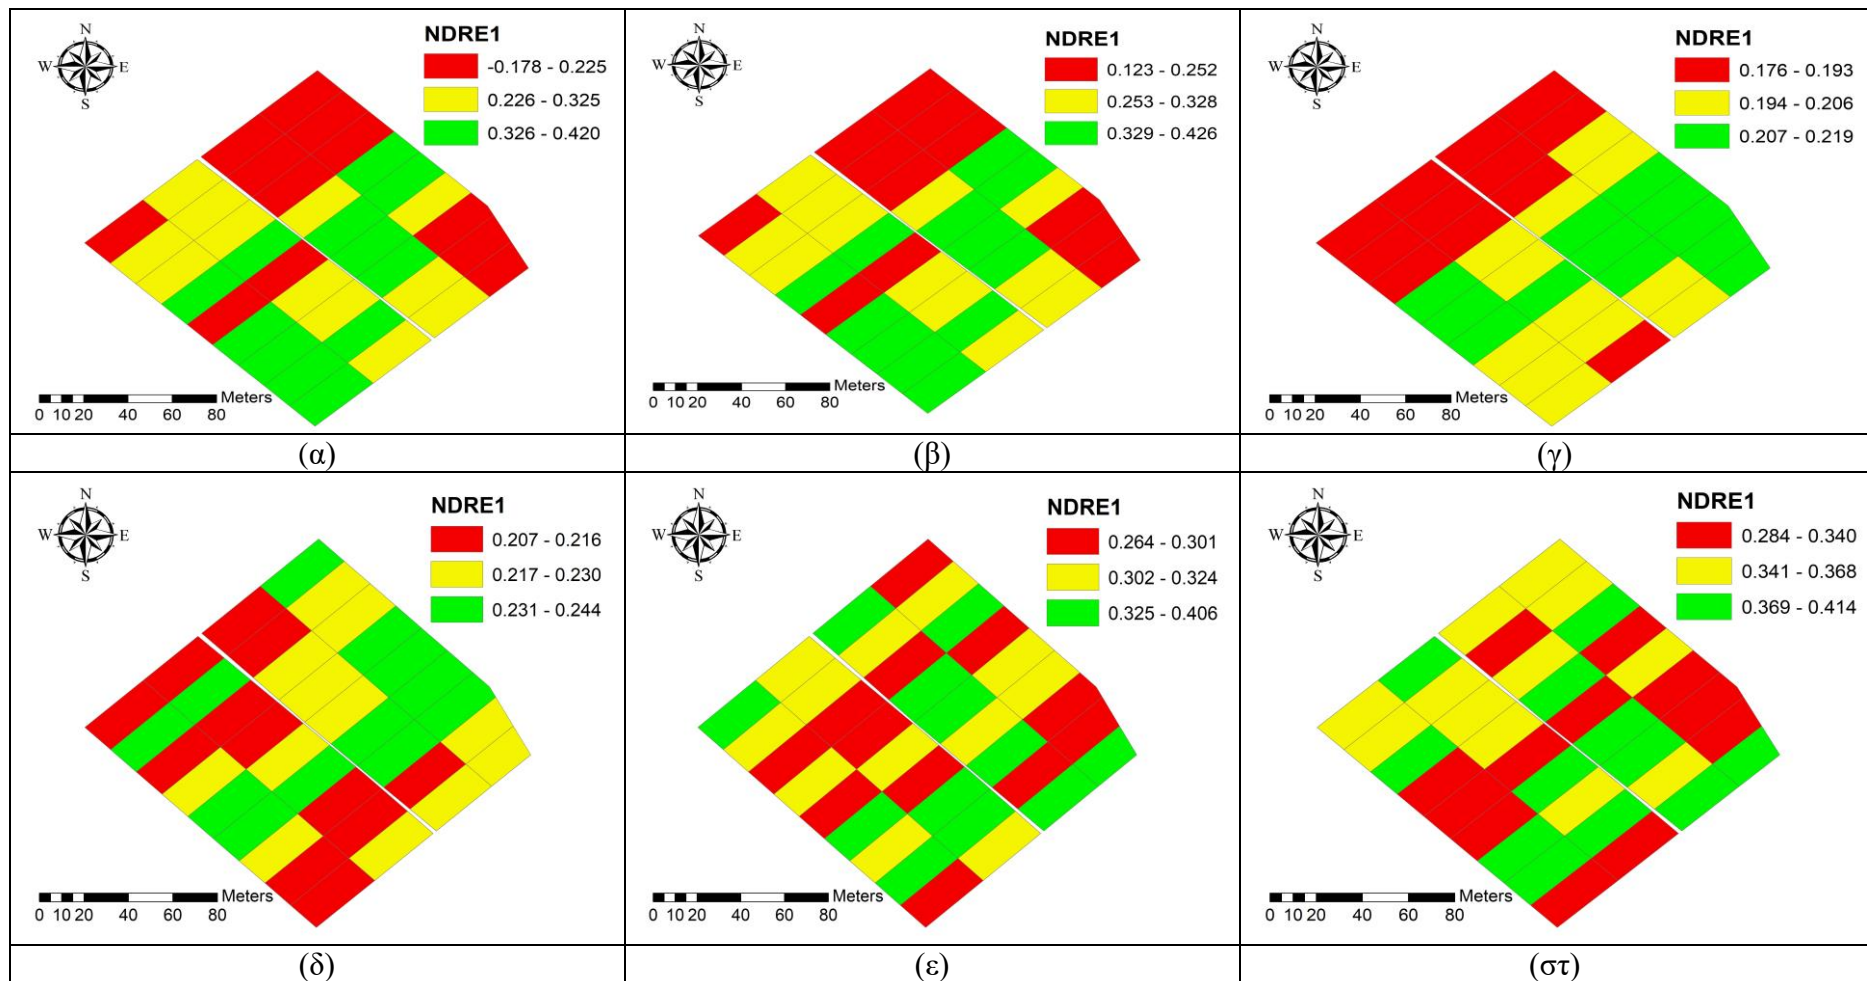 N
W E
S
NDRE1
-0.178 - 0.225
0.226 - 0.325
0.326 - 0.420
Meters
0 10 20 40 60 80
(α)
N
W E
S
NDRE1
0.123 - 0.252
0.253 - 0.328
0.329 - 0.426
Meters
0 10 20 40 60 80
(β)
N
W E
S
NDRE1
0.176 - 0.193
0.194 - 0.206
0.207 - 0.219
Meters
0 10 20 40 60 80
(γ)
N
W E
S
NDRE1
0.207 - 0.216
0.217 - 0.230
0.231 - 0.244
Meters
0 10 20 40 60 80
(δ)
N
W E
S
NDRE1
0.264 - 0.301
0.302 - 0.324
0.325 - 0.406
Meters
0 10 20 40 60 80
(ε)
N
W E
S
NDRE1
0.284 - 0.340
0.341 - 0.368
0.369 - 0.414
Meters
0 10 20 40 60 80
(στ)